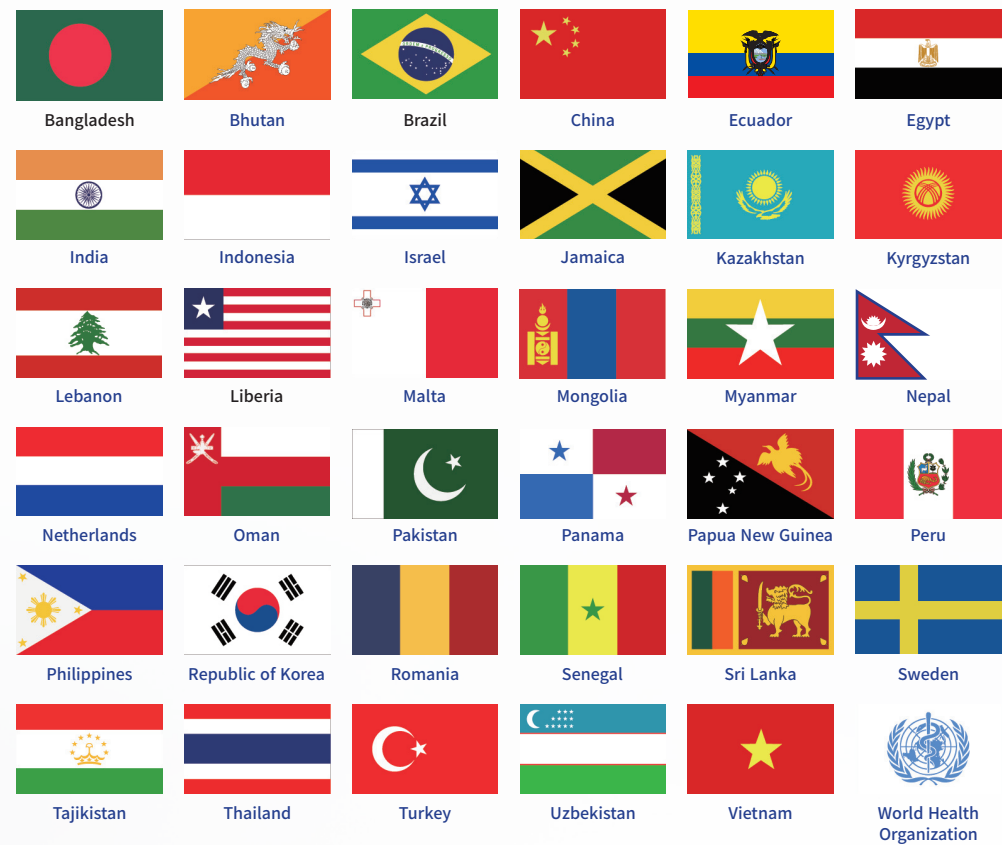 Bangladesh
Bhutan
Brazil
China
Ecuador
Egypt
India
Indonesia
Israel
Jamaica
Kazakhstan
Kyrgyzstan
Lebanon
Liberia
Malta
Mongolia
Myanmar
Nepal
Netherlands
Oman
Pakistan
Panama
Papua New Guinea
Peru
Philippines
Republic of Korea
Romania
Senegal
Sri Lanka
Sweden
Tajikistan
Thailand
Turkey
Uzbekistan
Vietnam
World Health
Organization